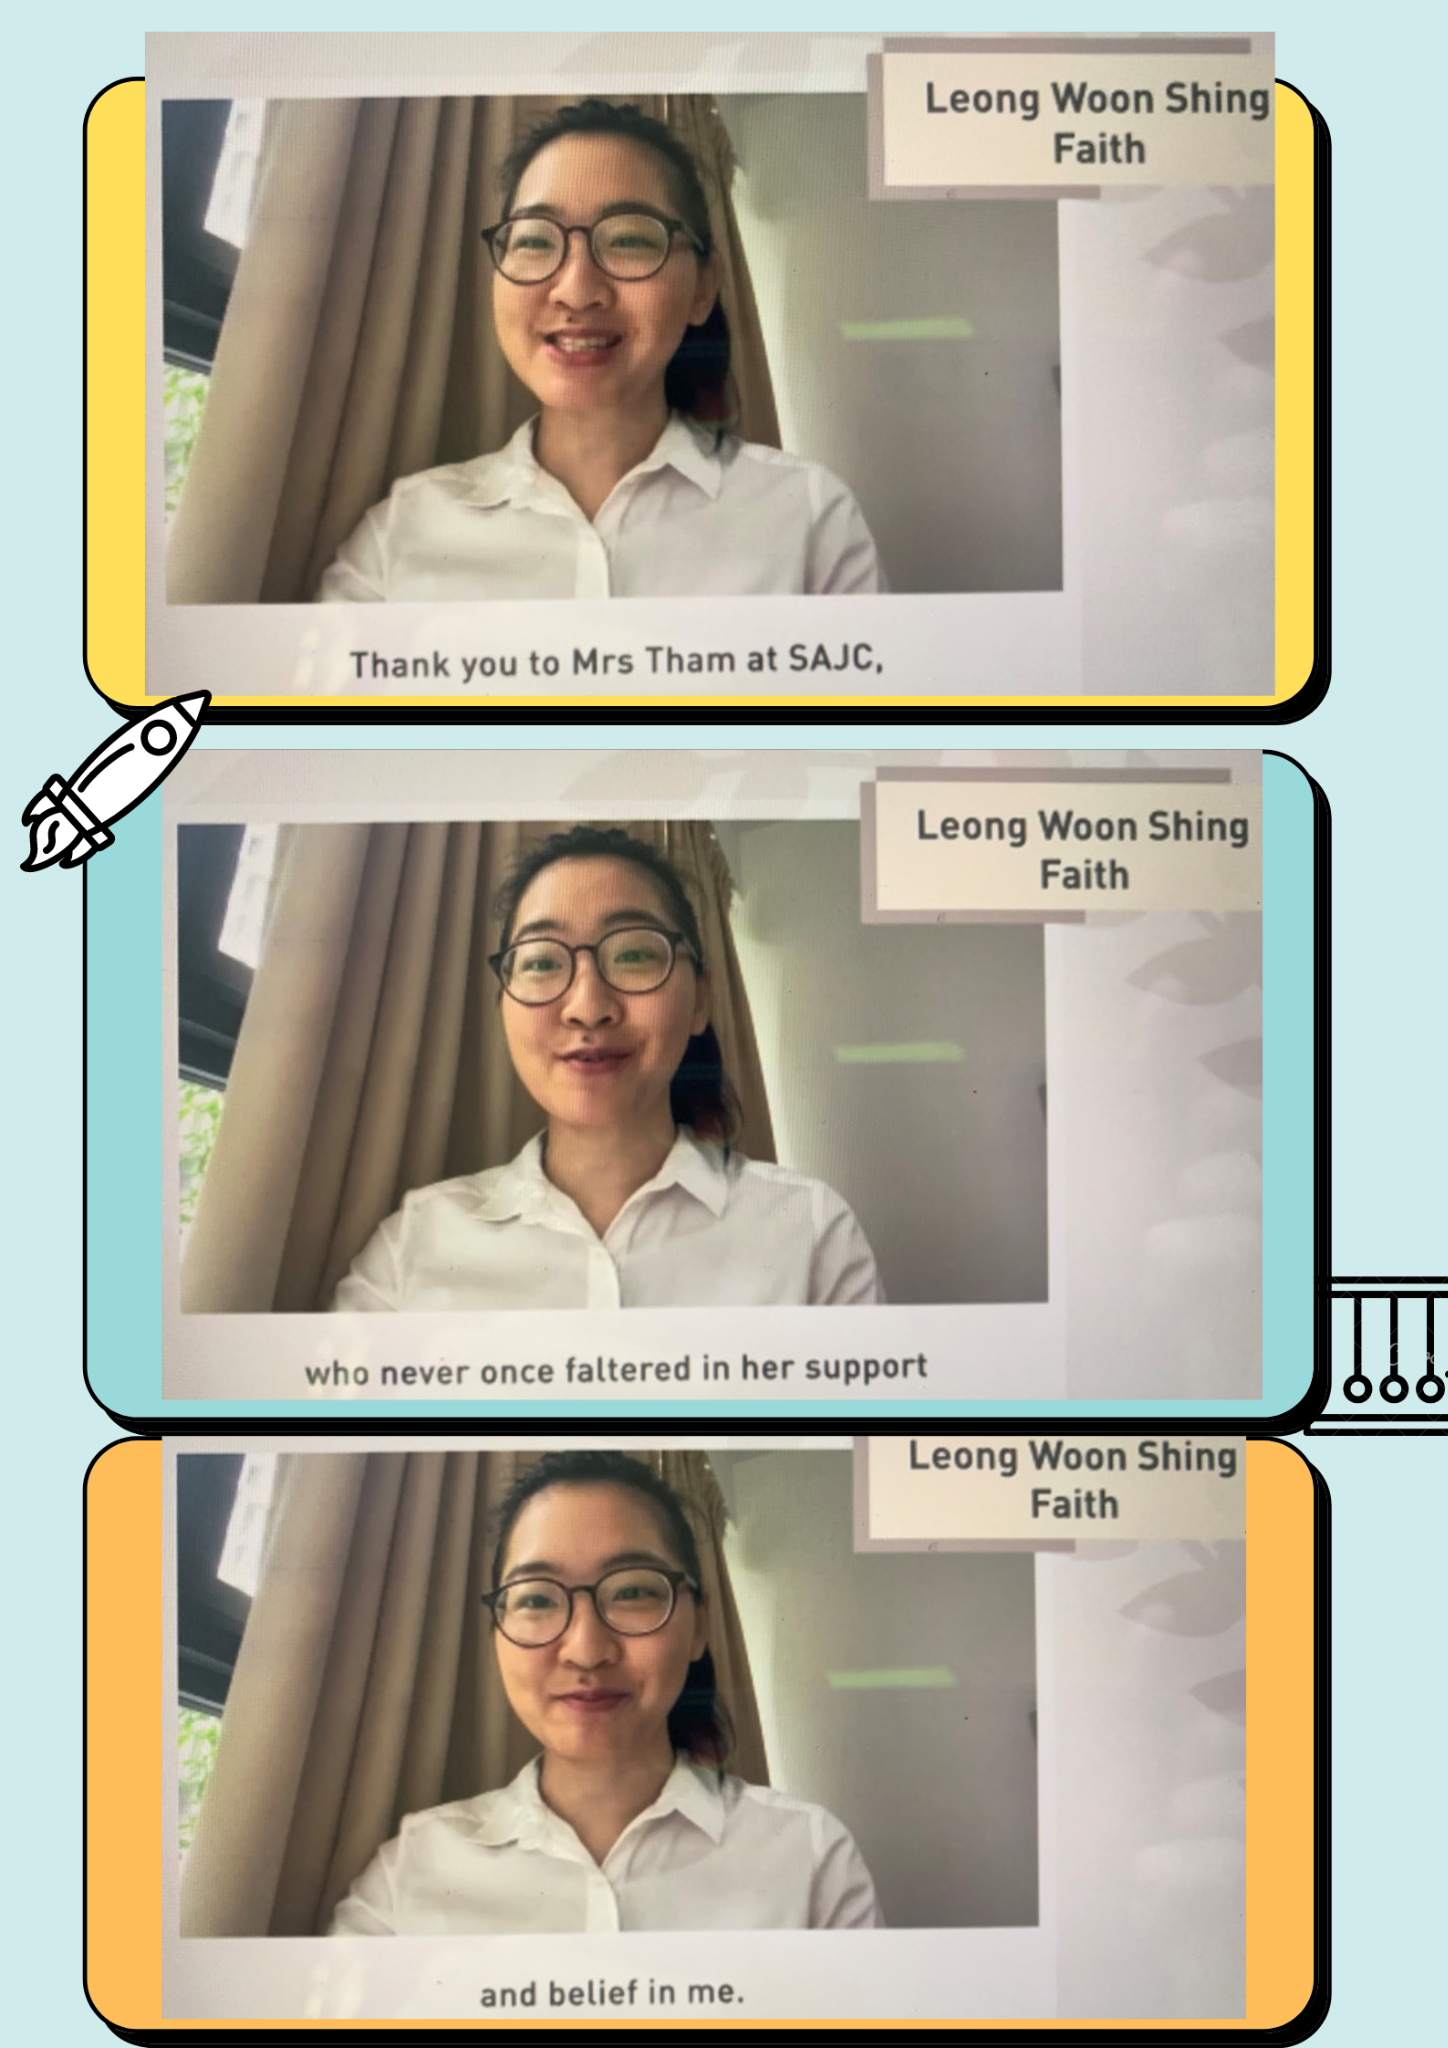 Leong Woon Shing
Faith
Thank you to Mrs Tham at SAJC,
Leong Woon Shing
Faith
who never once faltered in her support
Leong Woon Shing
Faith
and belief in me.